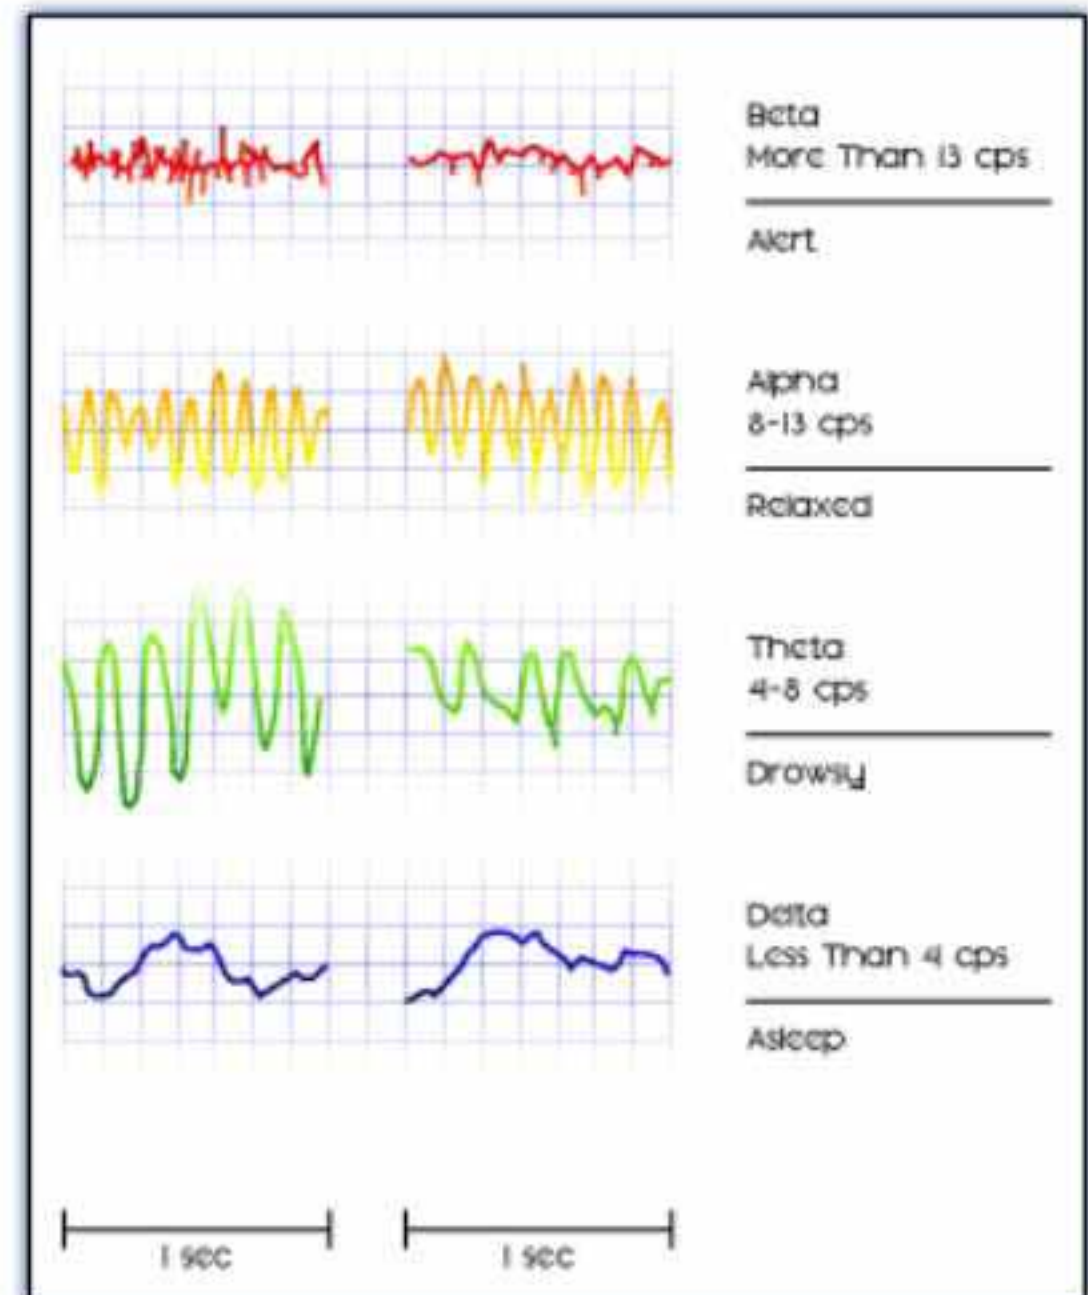 Beta
More Than 13 cps
Alert
Alpha
8-13 cps
Relaxed
Theta
4-8 cps
Drowsy
Delta
Less Than 4 cps
Asleep
1 sec
1 sec